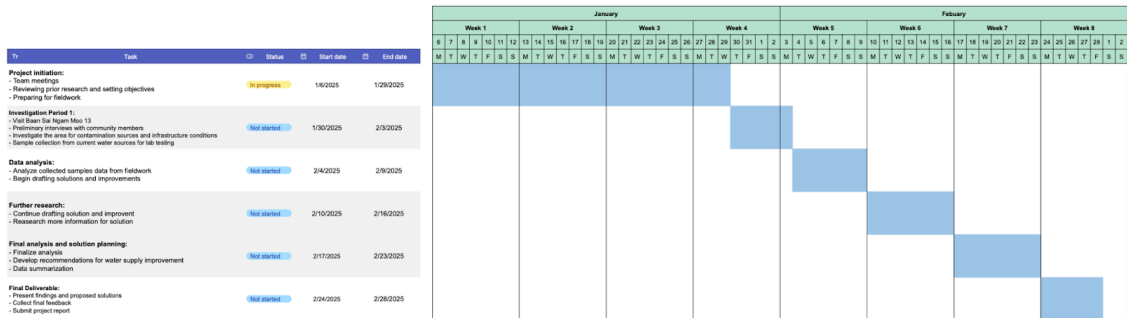 January Febuary
Week 1 Week 2 Week 3 Week 4 Week 5 Week 6 Week 7 Week 8
6 7 8 9 10 11 12 13 14 15 16 17 18 19 20 21 22 23 24 25 26 27 28 29 30 31 1 2 3 4 5 6 7 8 9 10 11 12 13 14 15 16 17 18 19 20 21 22 23 24 25 26 27 28 1 2
Tr Task Status Start date End date
M T W T F S S M T W T F S S M T W T F S S M T W T F S S M T W T F S S M T W T F S S M T W T F S S M T W T F S S
Project initiation:
- Team meetings
- Reviewing prior research and setting objectives
- Preparing for fieldwork
In progress 1/6/2025 1/29/2025
Investigation Period 1:
- Visit Baan Sai Ngam Moo 13
- Preliminary interviews with community members
- Investigate the area for contamination sources and infrastructure conditions
- Sample collection from current water sources for lab testing
Not started 1/30/2025 2/3/2025
Data analysis:
- Analyze collected samples data from fieldwork
- Begin drafting solutions and improvements
Not started 2/4/2025 2/9/2025
Further research:
- Continue drafting solution and improvent
- Reasearch more information for solution
Not started 2/10/2025 2/16/2025
Final analysis and solution planning:
- Finalize analysis
- Develop recommendations for water supply improvement
- Data summarization
Not started 2/17/2025 2/23/2025
Final Deliverable:
- Present findings and proposed solutions
- Collect final feedback
- Submit project report
Not started 2/24/2025 2/28/2025